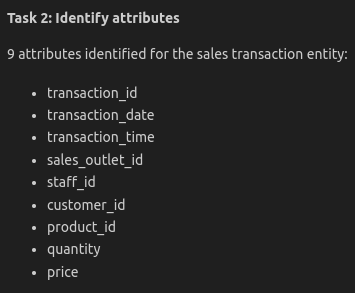 Task 2: Identify attributes
9 attributes identified for the sales transaction entity:
• transaction_id
• transaction_date
• transaction_time
• sales_outlet_id
• staff_id
• customer_id
• product_id
• quantity
• price